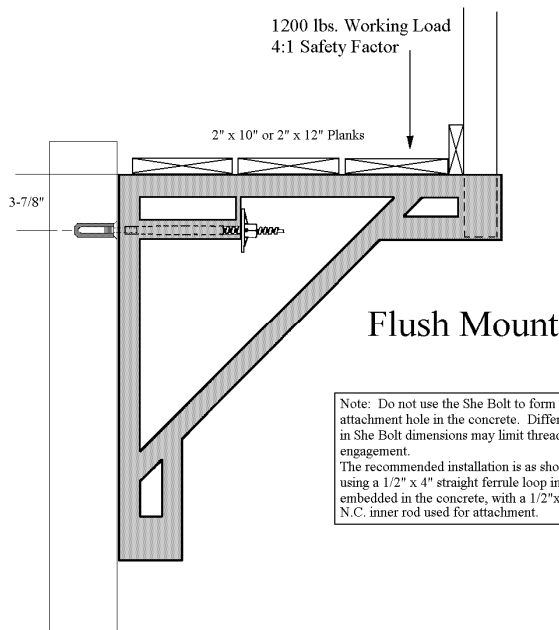 1200 lbs. Working Load
4:1 Safety Factor
2" x 10" or 2" x 12" Planks
3-7/8"
Flush Mount
Note: Do not use the She Bolt to form
attachment hole in the concrete.
in She Bolt dimensions may limit
engagement.
The recommended installation is as
using a 1/2" x 4" straight ferrule loop
embedded in the concrete, with a
N.C. inner rod used for attachment.